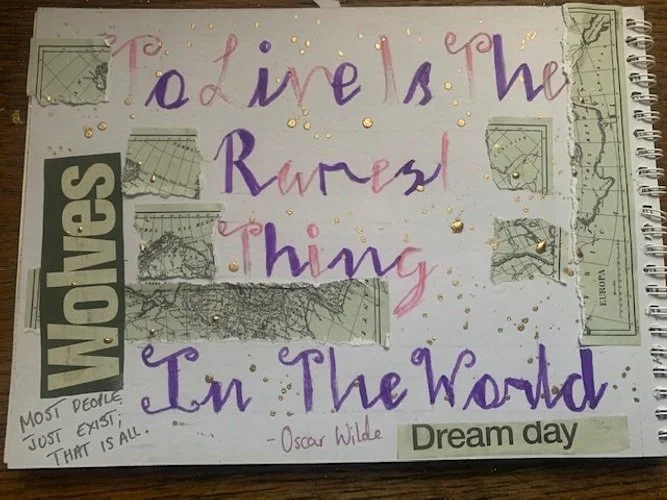 To Live Is The
Rarest
Thing
In The World
Wolves
MOST PEOPLE
JUST EXIST;
THAT IS ALL.
- Oscar Wilde
Dream day
EUROPA